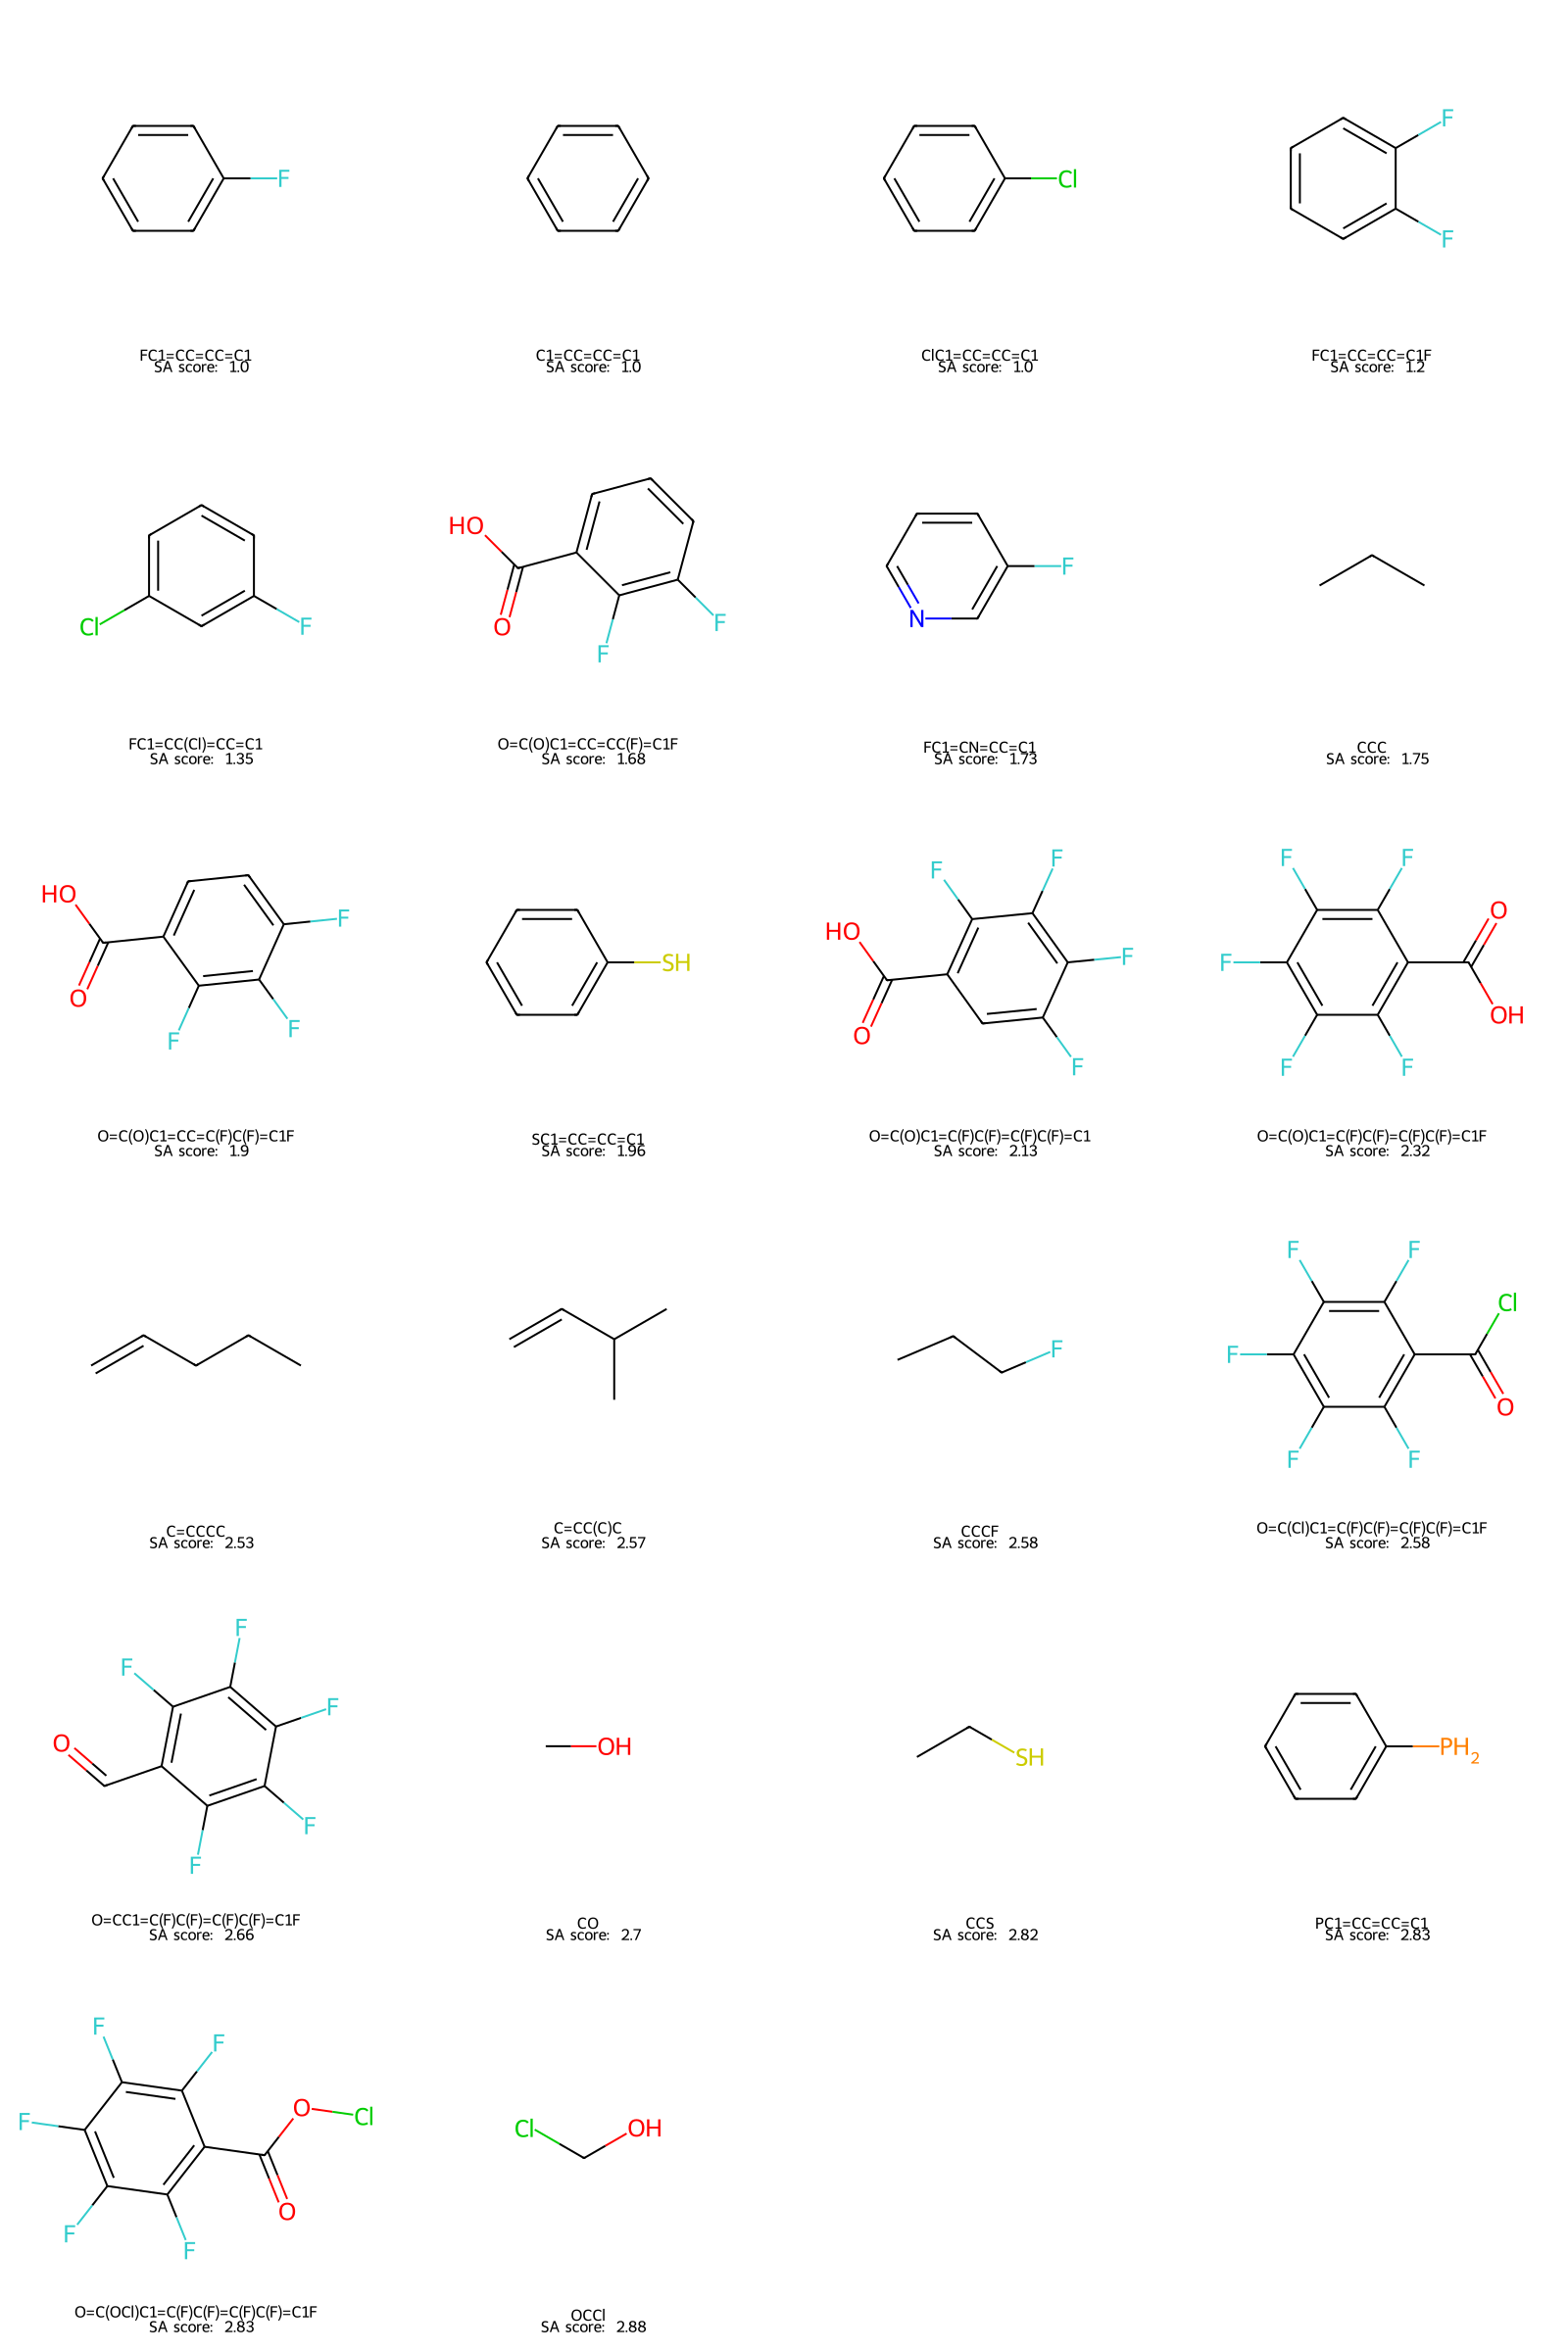 F
Cl
F
F
FC1=CC=CC=C1
SA score: 1.0
C1=CC=CC=C1
SA score: 1.0
ClC1=CC=CC=C1
SA score: 1.0
FC1=CC=CC=C1F
SA score: 1.2
Cl
F
HO
O
F
F
N
F
FC1=CC(Cl)=CC=C1
SA score: 1.35
O=C(O)C1=CC=CC(F)=C1F
SA score: 1.68
FC1=CN=CC=C1
SA score: 1.73
CCC
SA score: 1.75
HO
O
F
F
F
SH
HO
O
F
F
F
F
F
F
F
F
F
O
OH
O=C(O)C1=CC=C(F)C(F)=C1F
SA score: 1.9
SC1=CC=CC=C1
SA score: 1.96
O=C(O)C1=C(F)C(F)=C(F)C(F)=C1
SA score: 2.13
O=C(O)C1=C(F)C(F)=C(F)C(F)=C1F
SA score: 2.32
F
F
F
F
F
F
Cl
O
C=CCCC
SA score: 2.53
C=CC(C)C
SA score: 2.57
CCCF
SA score: 2.58
O=C(Cl)C1=C(F)C(F)=C(F)C(F)=C1F
SA score: 2.58
O
F
F
F
F
F
OH
SH
PH2
O=CC1=C(F)C(F)=C(F)C(F)=C1F
SA score: 2.66
CO
SA score: 2.7
CCS
SA score: 2.82
PC1=CC=CC=C1
SA score: 2.83
F
F
F
F
F
O
Cl
O
Cl
OH
O=C(OCl)C1=C(F)C(F)=C(F)C(F)=C1F
SA score: 2.83
OCCl
SA score: 2.88